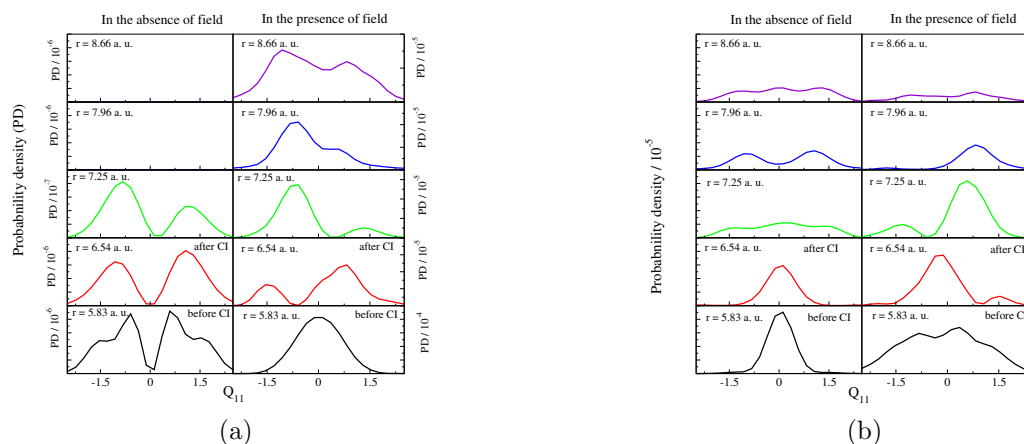 In the absence of field
In the presence of field
r = 8.66 a. u.
r = 8.66 a. u.
PD / 10-6
PD / 10-5
r = 7.96 a. u.
r = 7.96 a. u.
PD / 10-6
PD / 10-5
r = 7.25 a. u.
r = 7.25 a. u.
PD / 10-7
PD / 10-5
r = 6.54 a. u.
after CI
r = 6.54 a. u.
after CI
PD / 10-6
PD / 10-5
r = 5.83 a. u.
before CI
r = 5.83 a. u.
before CI
PD / 10-6
PD / 10-4
Probabnility density (PD)
-1.5 0 1.5 -1.5 0 1.5
Q11
(a)
In the absence of field
In the presence of field
r = 8.66 a. u.
r = 8.66 a. u.
r = 7.96 a. u.
r = 7.96 a. u.
r = 7.25 a. u.
r = 7.25 a. u.
r = 6.54 a. u.
after CI
r = 6.54 a. u.
after CI
r = 5.83 a. u.
before CI
r = 5.83 a. u.
before CI
Probabnility density / 10-5
-1.5 0 1.5 -1.5 0 1.5
Q11
(b)